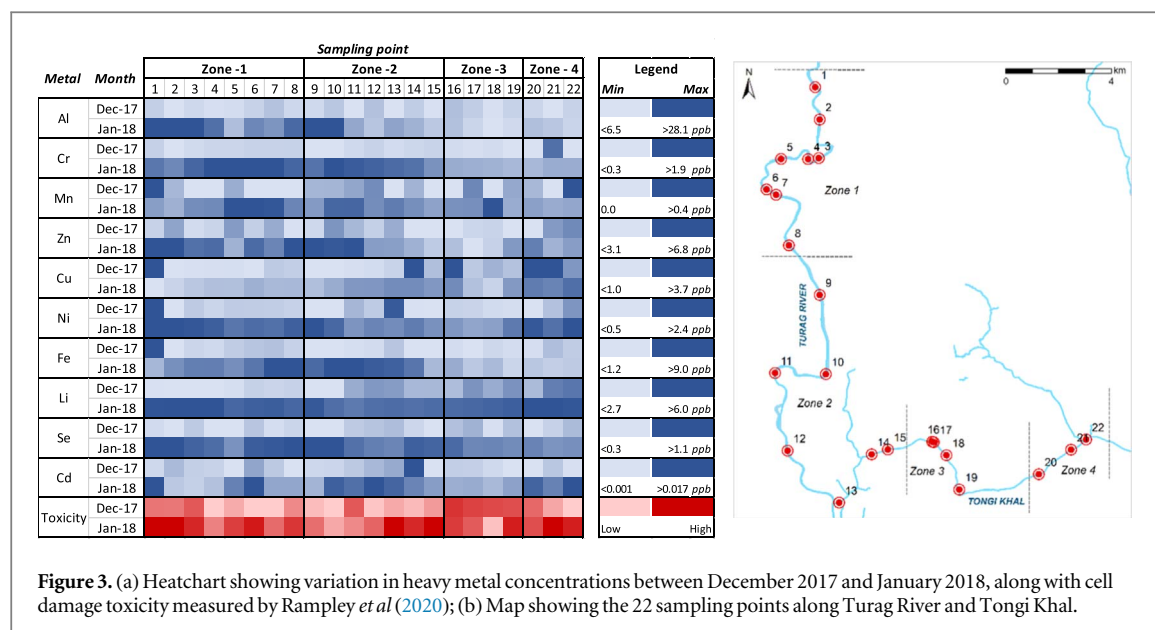 Sampling point
Metal Month Zone -1 Zone -2 Zone -3 Zone - 4 Legend
1 2 3 4 5 6 7 8 9 10 11 12 13 14 15 16 17 18 19 20 21 22 Min Max
Al Dec-17
Jan-18 <6.5 >28.1 ppb
Cr Dec-17
Jan-18 <0.3 >1.9 ppb
Mn Dec-17
Jan-18 0.0 >0.4 ppb
Zn Dec-17
Jan-18 <3.1 >6.8 ppb
Cu Dec-17
Jan-18 <1.0 >3.7 ppb
Ni Dec-17
Jan-18 <0.5 >2.4 ppb
Fe Dec-17
Jan-18 <1.2 >9.0 ppb
Li Dec-17
Jan-18 <2.7 >6.0 ppb
Se Dec-17
Jan-18 <0.3 >1.1 ppb
Cd Dec-17
Jan-18 <0.001 >0.017 ppb
Toxicity Dec-17
Jan-18 Low High
N
0 4
km
1
2
5 4 3
6 7
Zone 1
8
9
TURAG RIVER
11 10
Zone 2
12
14 15
13
1617
18
Zone 3
19
TONGI KHAL
20
21 22
Zone 4
Figure 3. (a) Heatchart showing variation in heavy metal concentrations between December 2017 and January 2018, along with cell
damage toxicity measured by Rampley et al (2020); (b) Map showing the 22 sampling points along Turag River and Tongi Khal.